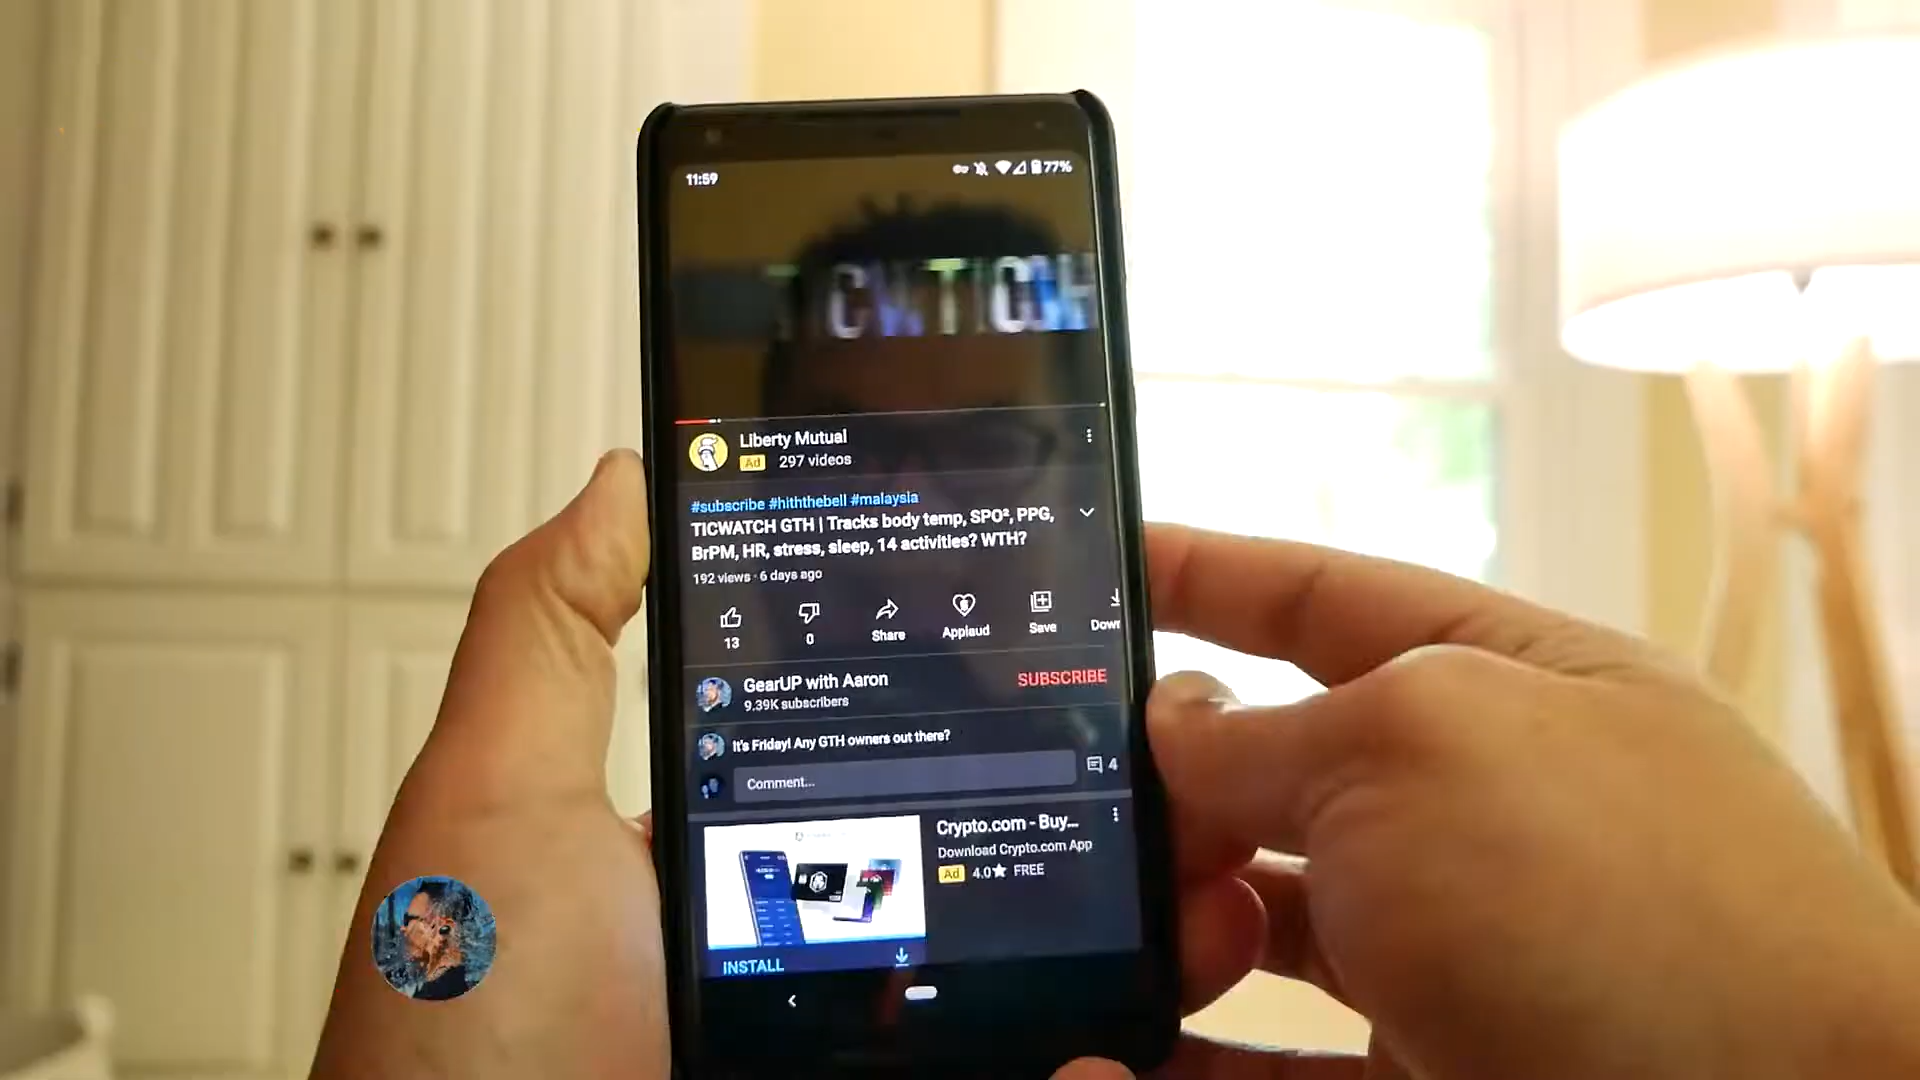 11:59
77%
Liberty Mutual
Ad 297 videos
#subscribe #hiththebell #malaysia
TICWATCH GTH | Tracks body temp, SPO², PPG,
BrPM, HR, stress, sleep, 14 activities? WTH?
192 views · 6 days ago
13
0
Share
Applaud
Save
Down
GearUP with Aaron
9.39K subscribers
SUBSCRIBE
It's Friday! Any GTH owners out there?
Comment...
4
Crypto.com - Buy...
Download Crypto.com App
Ad 4.0★ FREE
INSTALL